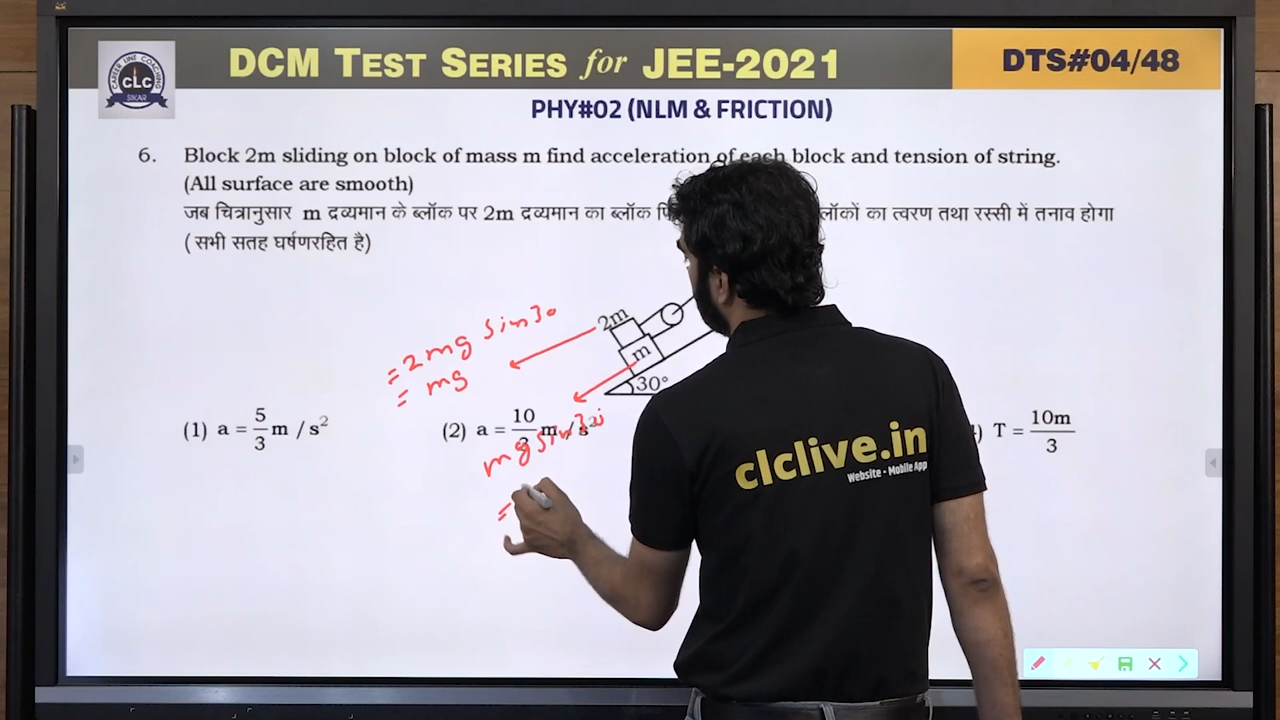 DCM TEST SERIES for JEE-2021
DTS#04/48
CAREER LINE COACHING
CLC
SIKAR
PHY#02 (NLM & FRICTION)
6. Block 2m sliding on block of mass m find acceleration of each block and tension of string.
(All surface are smooth)
जब चित्रानुसार m द्रव्यमान के ब्लॉक पर 2m द्रव्यमान का ब्लॉक का त्वरण तथा रस्सी में तनाव होगा
(सभी सतह घर्षणरहित है)
2m
m
30°
= 2mg sin30
= mg
(1) a = 5/3 m / s²
(2) a = 10 m / s²
) T = 10m/3
mg sin30
=
clclive.in
Website - Mobile App